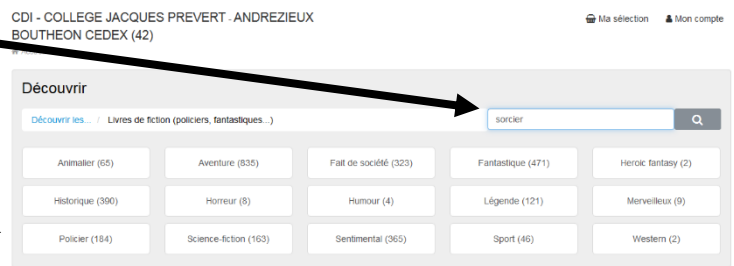 CDI - COLLEGE JACQUES PREVERT - ANDREZIEUX
BOUTHEON CEDEX (42)
Ma sélection Mon compte
Découvrir
Découvrir les... / Livres de fiction (policiers, fantastiques...)
sorcier
Animalier (65) Aventure (835) Fait de société (323) Fantastique (471) Heroic fantasy (2)
Historique (390) Horreur (8) Humour (4) Légende (121) Merveilleux (9)
Policier (184) Science-fiction (163) Sentimental (365) Sport (46) Western (2)